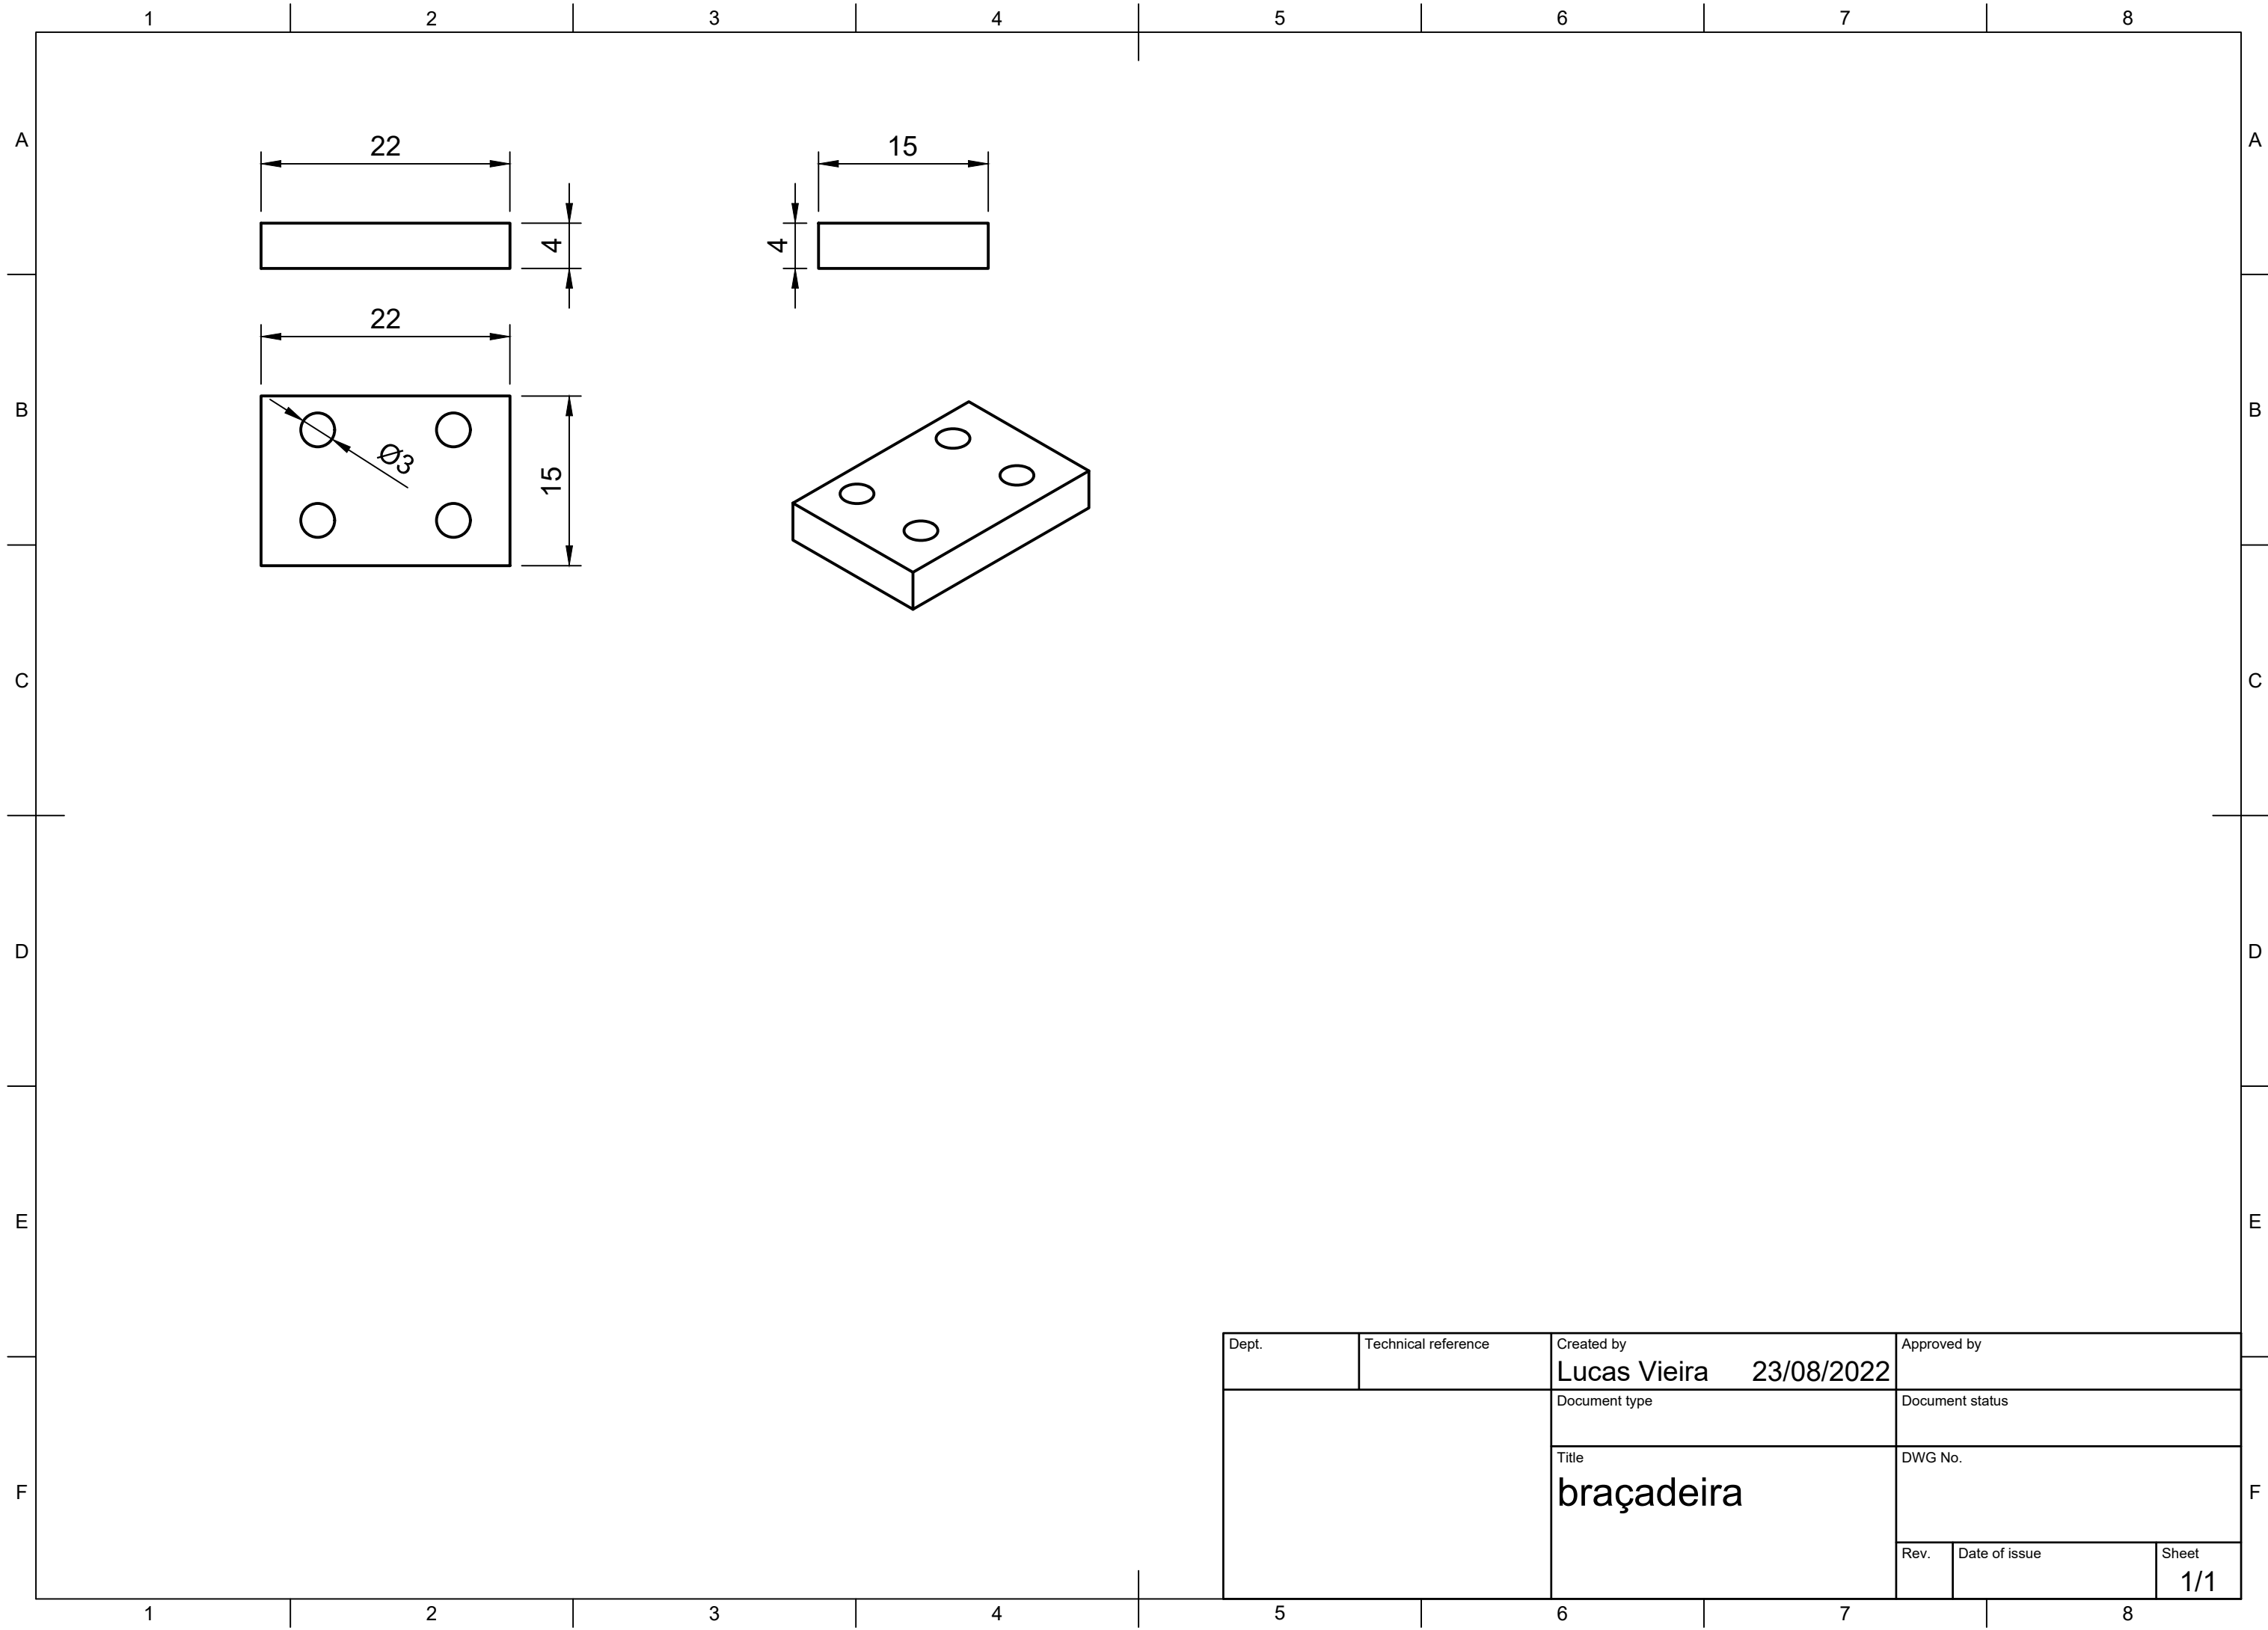 1 2 3 4 5 6 7 8
A A
22 15
4 4
22
B B
Ø3
15
C C
D D
E E
Dept. Technical reference Created by Approved by
Lucas Vieira 23/08/2022
Document type Document status
Title DWG No.
braçadeira
F F
Rev. Date of issue Sheet
1/1
1 2 3 4 5 6 7 8